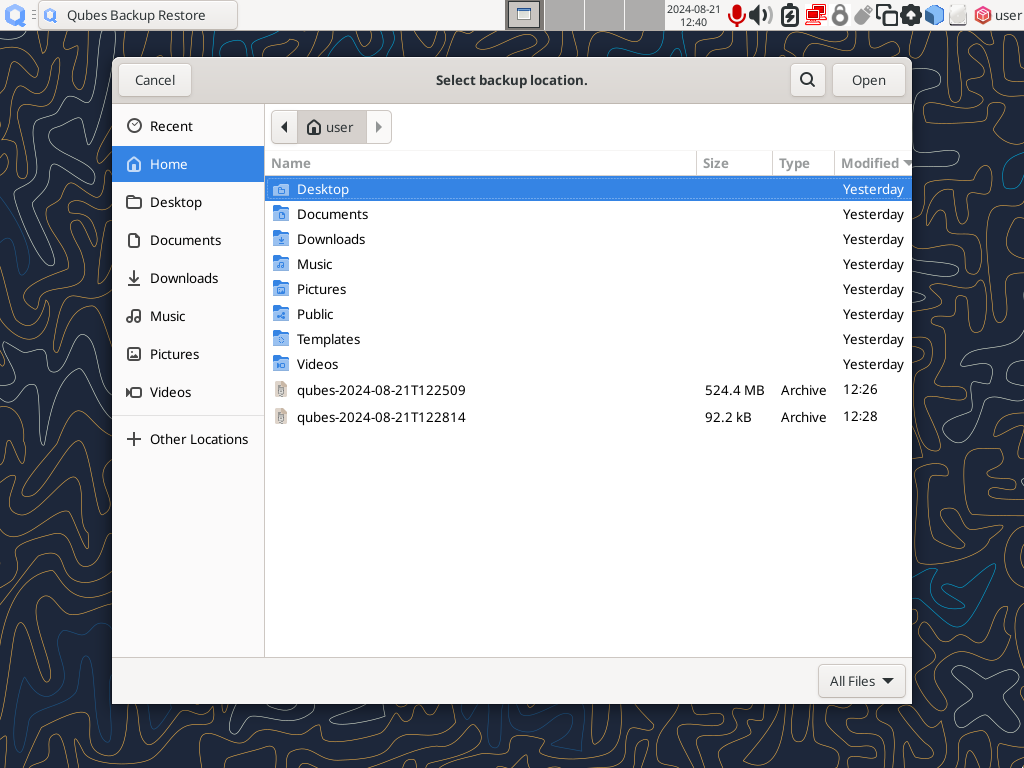 Qubes Backup Restore
2024-08-21
12:40
user
Cancel
Select backup location.
Open
Recent
Home
Desktop
Documents
Downloads
Music
Pictures
Videos
Other Locations
user
Name Size Type Modified
Desktop Yesterday
Documents Yesterday
Downloads Yesterday
Music Yesterday
Pictures Yesterday
Public Yesterday
Templates Yesterday
Videos Yesterday
qubes-2024-08-21T122509 524.4 MB Archive 12:26
qubes-2024-08-21T122814 92.2 kB Archive 12:28
All Files